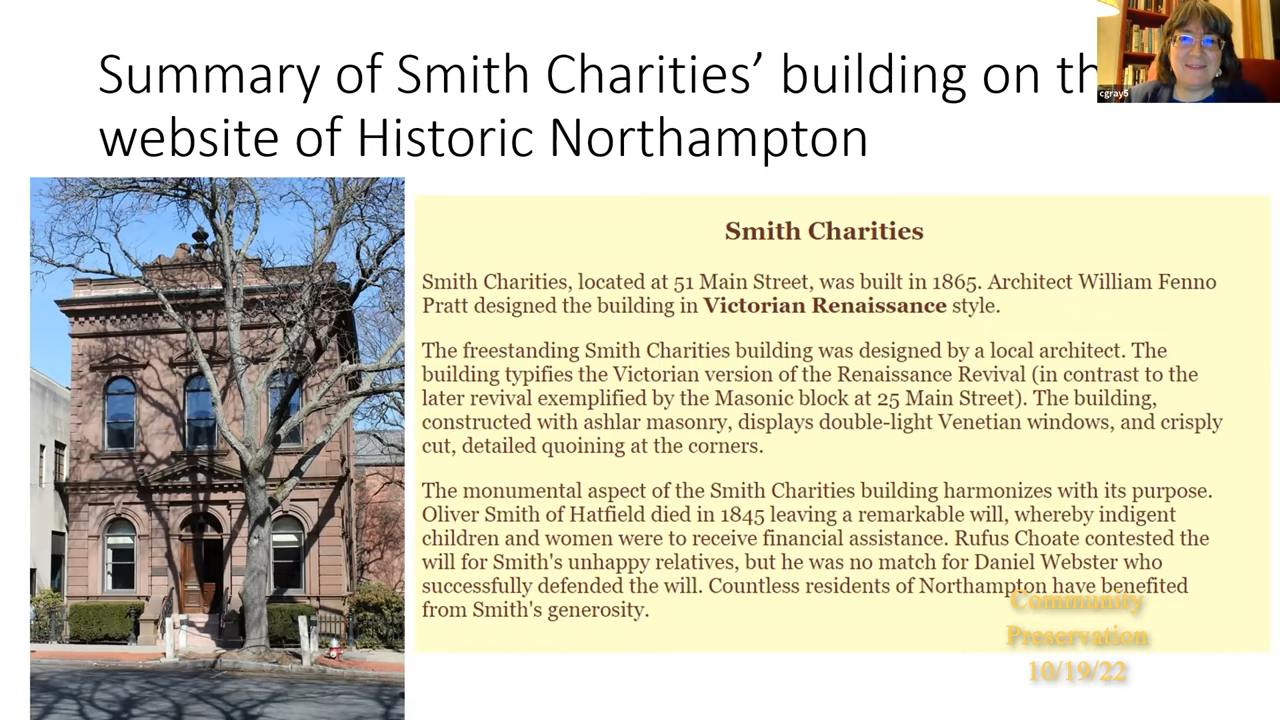 Summary of Smith Charities’ building on th
website of Historic Northampton
cgray5
Smith Charities
Smith Charities, located at 51 Main Street, was built in 1865. Architect William Fenno
Pratt designed the building in Victorian Renaissance style.
The freestanding Smith Charities building was designed by a local architect. The
building typifies the Victorian version of the Renaissance Revival (in contrast to the
later revival exemplified by the Masonic block at 25 Main Street). The building,
constructed with ashlar masonry, displays double-light Venetian windows, and crisply
cut, detailed quoining at the corners.
The monumental aspect of the Smith Charities building harmonizes with its purpose.
Oliver Smith of Hatfield died in 1845 leaving a remarkable will, whereby indigent
children and women were to receive financial assistance. Rufus Choate contested the
will for Smith's unhappy relatives, but he was no match for Daniel Webster who
successfully defended the will. Countless residents of Northampton have benefited
from Smith's generosity.
Community
Preservation
10/19/22